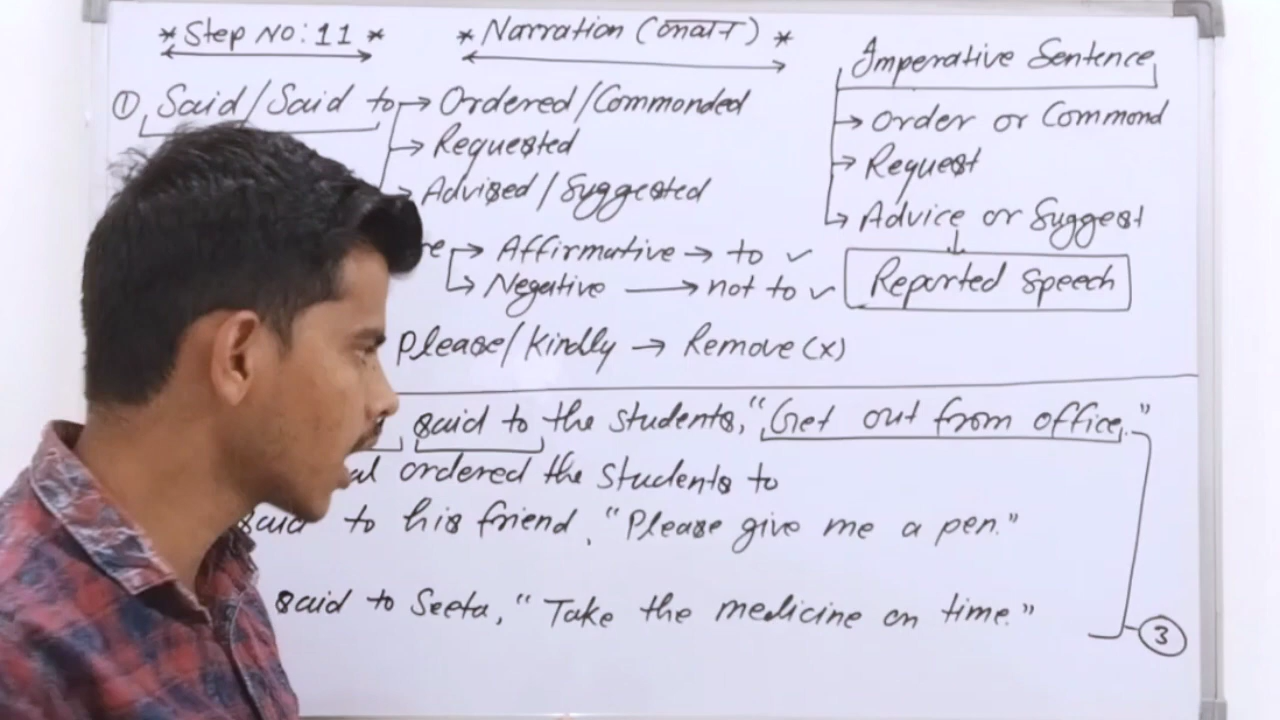 *Step No:11*
*Narration (कथन) *
Imperative Sentence
① Said/Said to → Ordered/Commonded
→ Requested
→ Advised/Suggested
→ Order or Commond
→ Request
→ Advice or Suggest
Reported Speech
→ Affirmative → to ✓
→ Negative → not to ✓
Please/Kindly → Remove (x)
said to the students, "Get out from office."
ordered the students to
said to his friend, "Please give me a pen."
said to Seeta, "Take the medicine on time."
3